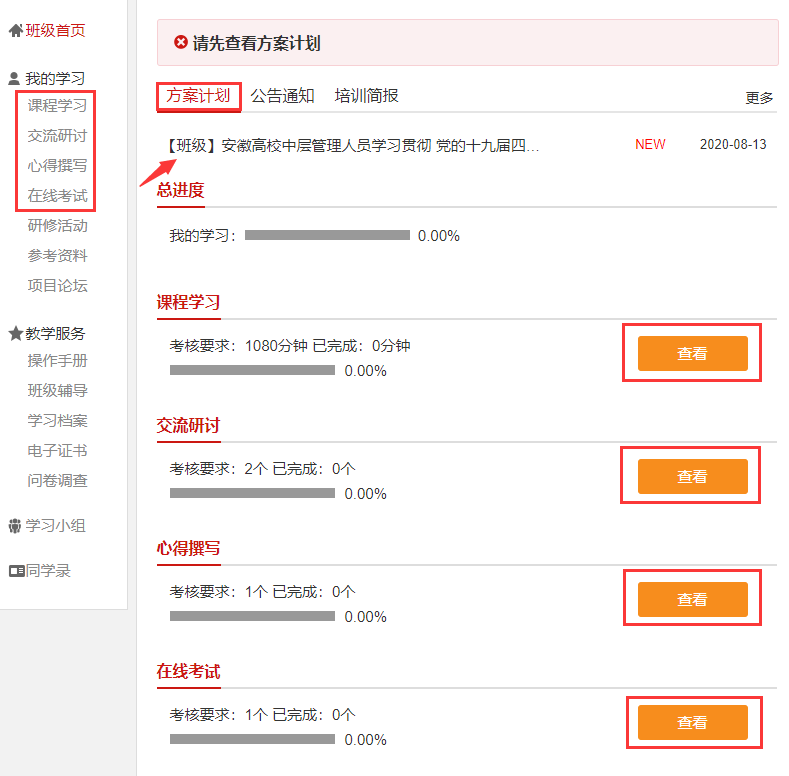 班级首页
我的学习
课程学习
交流研讨
心得撰写
在线考试
研修活动
参考资料
项目论坛
教学服务
操作手册
班级辅导
学习档案
电子证书
问卷调查
学习小组
同学录
请先查看方案计划
方案计划 公告通知 培训简报 更多
【班级】安徽高校中层管理人员学习贯彻 党的十九届四... NEW 2020-08-13
总进度
我的学习： 0.00%
课程学习
考核要求：1080分钟 已完成：0分钟
0.00%
查看
交流研讨
考核要求：2个 已完成：0个
0.00%
查看
心得撰写
考核要求：1个 已完成：0个
0.00%
查看
在线考试
考核要求：1个 已完成：0个
0.00%
查看